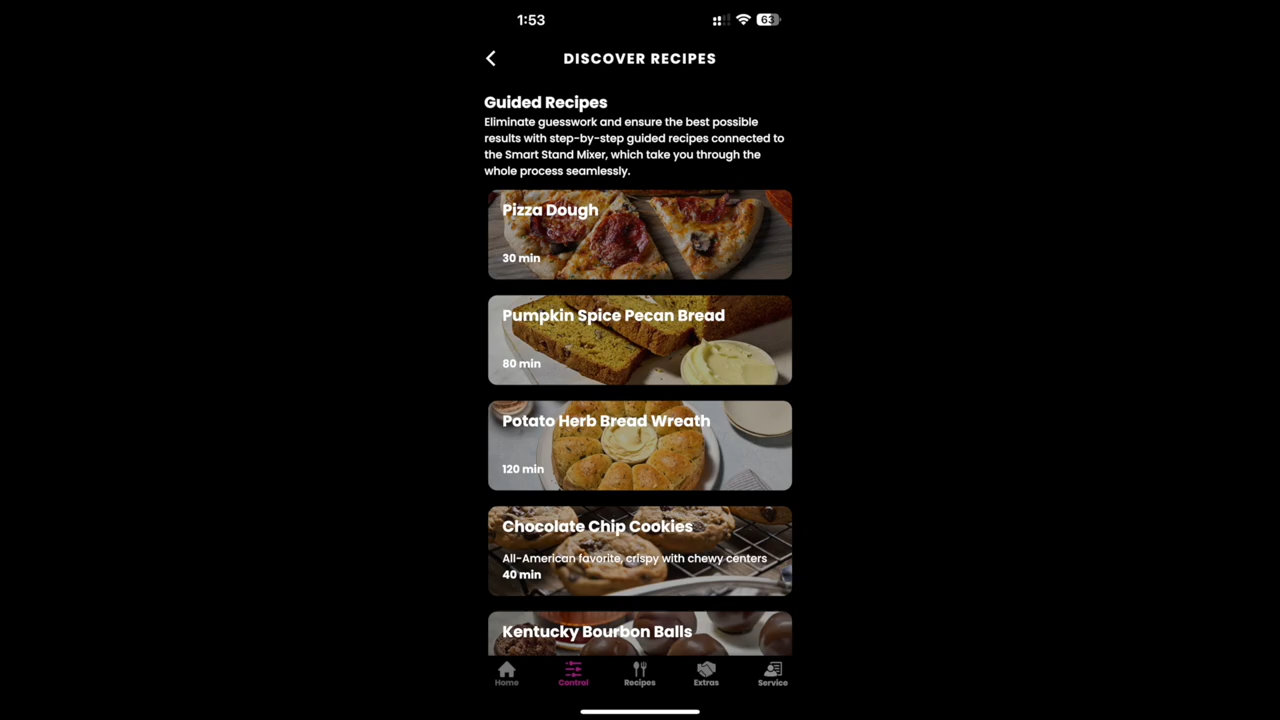 1:53
63
DISCOVER RECIPES
Guided Recipes
Eliminate guesswork and ensure the best possible
results with step-by-step guided recipes connected to
the Smart Stand Mixer, which take you through the
whole process seamlessly.
Pizza Dough
30 min
Pumpkin Spice Pecan Bread
80 min
Potato Herb Bread Wreath
120 min
Chocolate Chip Cookies
All-American favorite, crispy with chewy centers
40 min
Kentucky Bourbon Balls
Home Control Recipes Extras Service